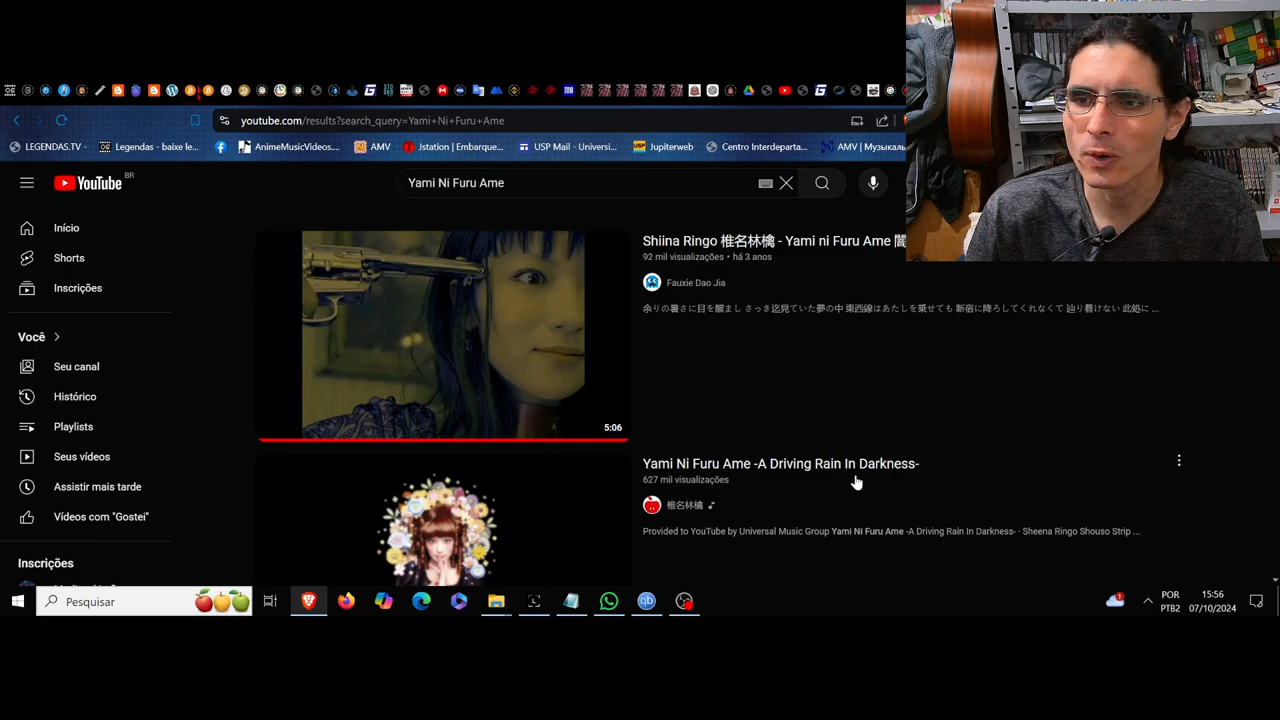 youtube.com/results?search_query=Yami+Ni+Furu+Ame
LEGENDAS.TV -
Legendas - baixe le...
AnimeMusicVideos...
AMV
Jstation | Embarque...
USP Mail - Universi...
Jupiterweb
Centro Interdeparta...
AMV | Музыкаль
YouTube BR
Yami Ni Furu Ame
Início
Shorts
Inscrições
Você
Seu canal
Histórico
Playlists
Seus vídeos
Assistir mais tarde
Vídeos com "Gostei"
Inscrições
5:06
Shiina Ringo 椎名林檎 - Yami ni Furu Ame 闇
92 mil visualizações • há 3 anos
Fauxie Dao Jia
余りの暑さに目を醒まし さっき迄見ていた夢の中 東西線はあたしを乗せても 新宿に降ろしてくれなくて 辿り着けない 此処に ...
Yami Ni Furu Ame -A Driving Rain In Darkness-
627 mil visualizações
椎名林檎
Provided to YouTube by Universal Music Group Yami Ni Furu Ame -A Driving Rain In Darkness- · Sheena Ringo Shouso Strip ...
Pesquisar
POR
PTB2
15:56
07/10/2024